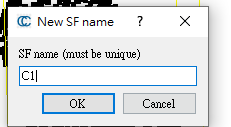 New SF name
SF name (must be unique)
C1
OK
Cancel